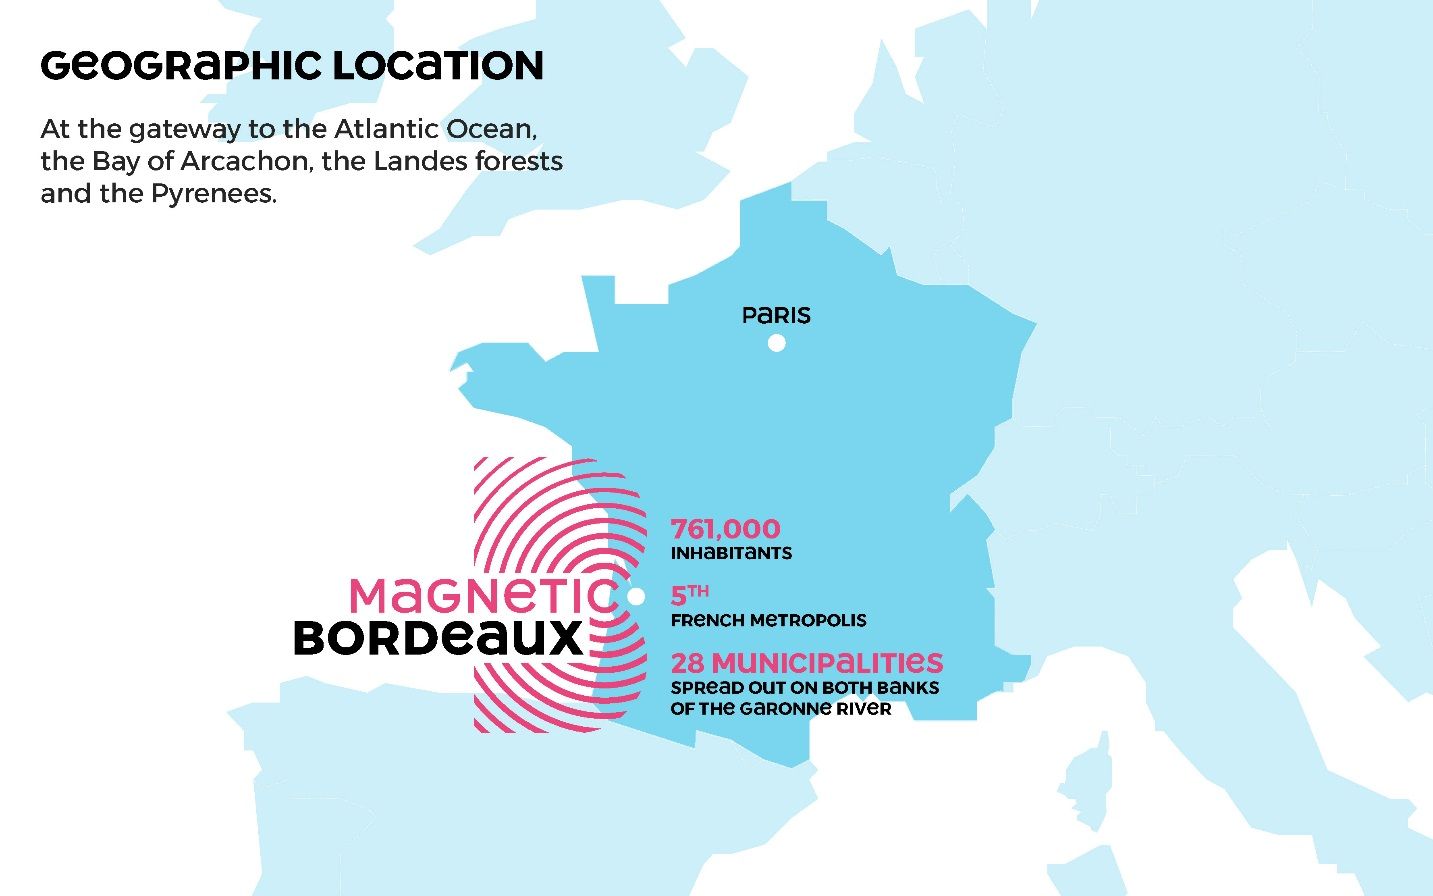 GEOGRAPHIC LOCATION
At the gateway to the Atlantic Ocean,
the Bay of Arcachon, the Landes forests
and the Pyrenees.
PARIS
761,000
INHABITANTS
5TH
FRENCH METROPOLIS
28 MUNICIPALITIES
SPREAD OUT ON BOTH BANKS
OF THE GARONNE RIVER
MAGNETIC
BORDEAUX